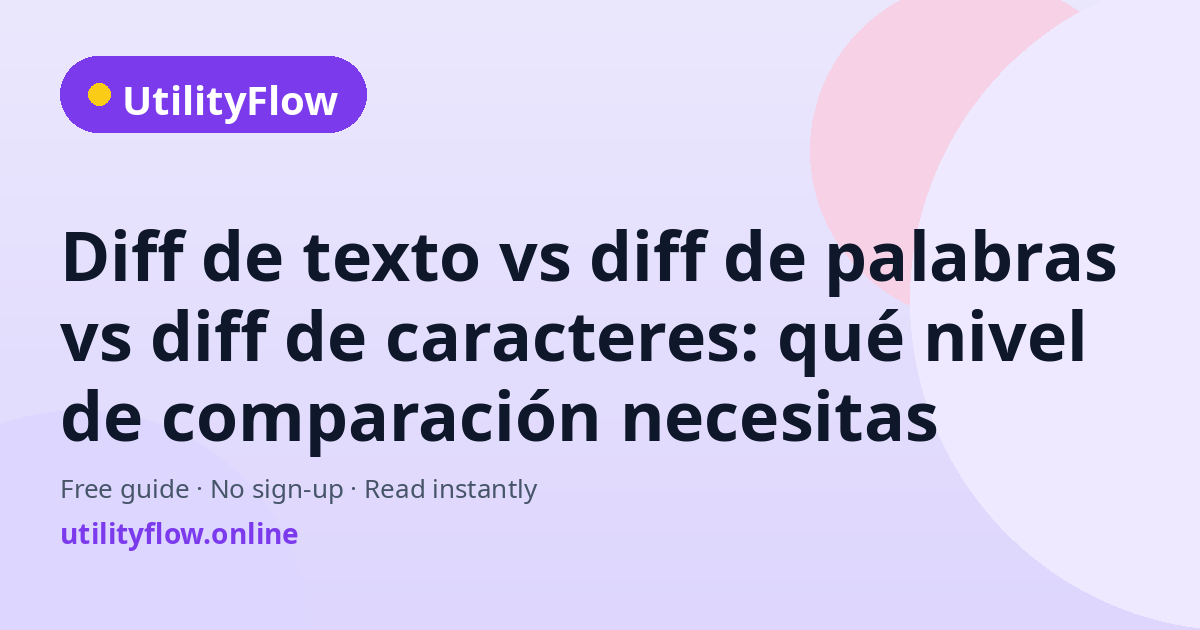 UtilityFlow
Diff de texto vs diff de palabras
vs diff de caracteres: qué nivel
de comparación necesitas
Free guide · No sign-up · Read instantly
utilityflow.online